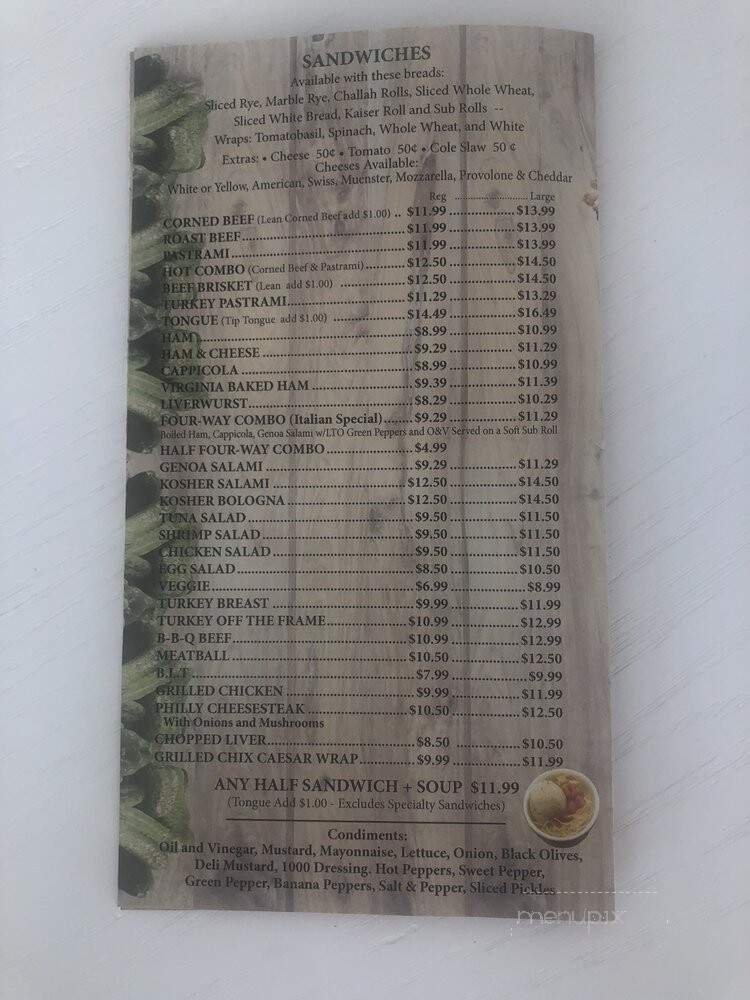 SANDWICHES
Available with these breads:
Sliced Rye, Marble Rye, Challah Rolls, Sliced Whole Wheat,
Sliced White Bread, Kaiser Roll and Sub Rolls --
Wraps: Tomatobasil, Spinach, Whole Wheat, and White
Extras: • Cheese 50¢ • Tomato 50¢ • Cole Slaw 50 ¢
Cheeses Available:
White or Yellow, American, Swiss, Muenster, Mozzarella, Provolone & Cheddar
Reg ........................... Large
CORNED BEEF (Lean Corned Beef add $1.00) .. $11.99 ................. $13.99
ROAST BEEF ........................................ $11.99 ................. $13.99
PASTRAMI ........................................... $11.99 ................. $13.99
HOT COMBO (Corned Beef & Pastrami) .......... $12.50 ................. $14.50
BEEF BRISKET (Lean add $1.00) ................. $12.50 ................. $14.50
TURKEY PASTRAMI ............................... $11.29 ................. $13.29
TONGUE (Tip Tongue add $1.00) .................. $14.49 ................. $16.49
HAM ..................................................... $8.99 ................. $10.99
HAM & CHEESE ...................................... $9.29 ................. $11.29
CAPPICOLA ........................................... $8.99 ................. $10.99
VIRGINIA BAKED HAM .......................... $9.39 ................. $11.39
LIVERWURST ......................................... $8.29 ................. $10.29
FOUR-WAY COMBO (Italian Special) ........ $9.29 ................. $11.29
Boiled Ham, Cappicola, Genoa Salami w/LTO Green Peppers and O&V Served on a Soft Sub Roll
HALF FOUR-WAY COMBO ...................... $4.99
GENOA SALAMI ...................................... $9.29 .................. $11.29
KOSHER SALAMI ................................... $12.50 .................. $14.50
KOSHER BOLOGNA ............................... $12.50 .................. $14.50
TUNA SALAD .......................................... $9.50 .................. $11.50
SHRIMP SALAD ....................................... $9.50 .................. $11.50
CHICKEN SALAD .................................... $9.50 .................. $11.50
EGG SALAD ............................................ $8.50 .................. $10.50
VEGGIE .................................................. $6.99 .................... $8.99
TURKEY BREAST .................................... $9.99 .................. $11.99
TURKEY OFF THE FRAME ..................... $10.99 .................. $12.99
B-B-Q BEEF ............................................ $10.99 .................. $12.99
MEATBALL ............................................ $10.50 .................. $12.50
B.L.T ...................................................... $7.99 .................... $9.99
GRILLED CHICKEN ................................. $9.99 .................. $11.99
PHILLY CHEESESTEAK .......................... $10.50 .................. $12.50
With Onions and Mushrooms
CHOPPED LIVER ...................................... $8.50 .................. $10.50
GRILLED CHIX CAESAR WRAP .............. $9.99 .................. $11.99
ANY HALF SANDWICH + SOUP $11.99
(Tongue Add $1.00 - Excludes Specialty Sandwiches)
Condiments:
Oil and Vinegar, Mustard, Mayonnaise, Lettuce, Onion, Black Olives,
Deli Mustard, 1000 Dressing. Hot Peppers, Sweet Pepper,
Green Pepper, Banana Peppers, Salt & Pepper, Sliced Pickles
menupix